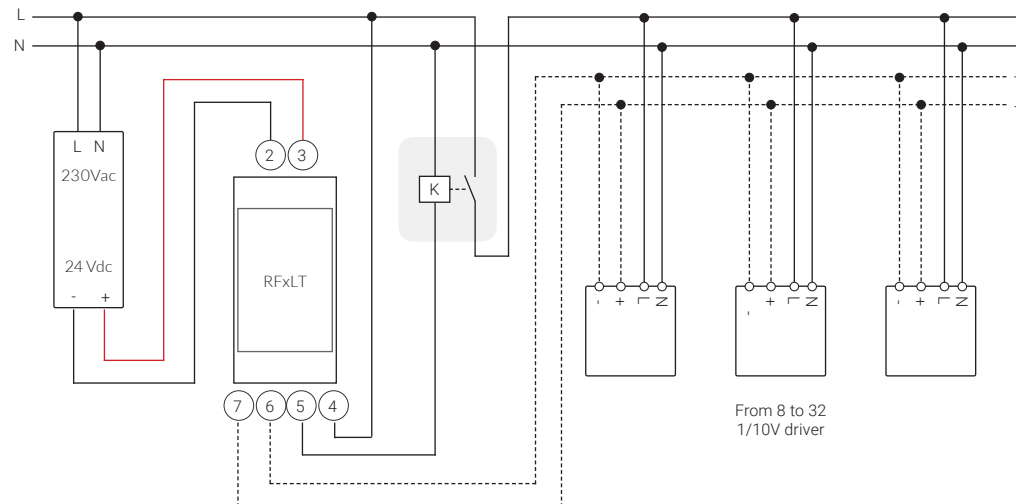 L
N
L N
230Vac
24 Vdc
- +
2 3
RFxLT
7 6 5 4
K
- + L N
- + L N
- + L N
From 8 to 32
1/10V driver